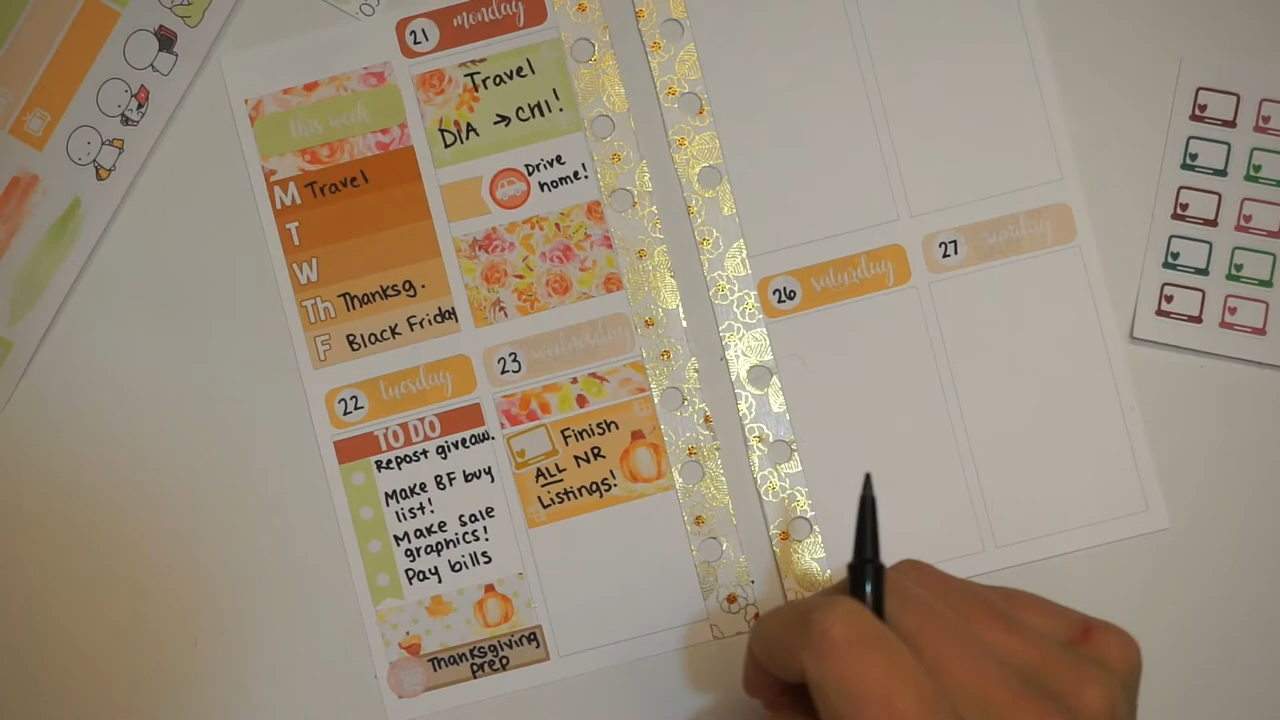 21 monday
this week
M Travel
T
W
Th Thanksg.
F Black Friday
Travel
DIA → CHI!
Drive
home!
22 tuesday
TO DO
Repost giveaw.
Make BF buy
list!
Make sale
graphics!
Pay bills
Thanksgiving
prep
23 wednesday
Finish
ALL NR
Listings!
26 saturday
27 sunday